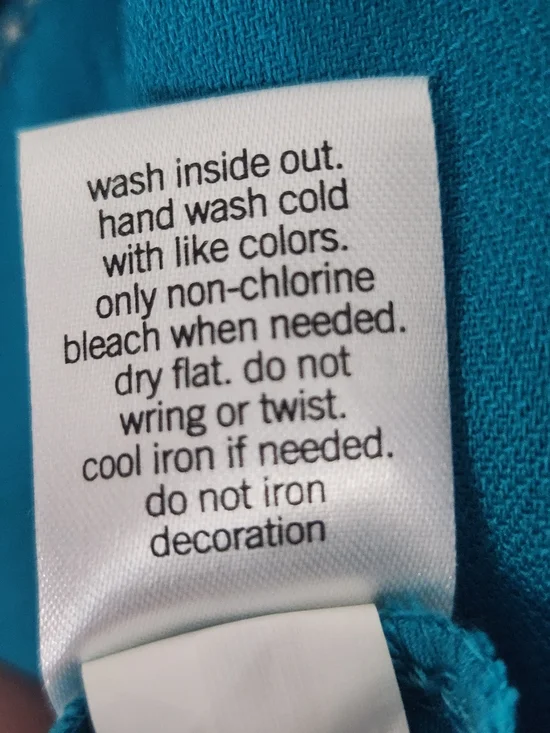 wash inside out.
hand wash cold
with like colors.
only non-chlorine
bleach when needed.
dry flat. do not
wring or twist.
cool iron if needed.
do not iron
decoration